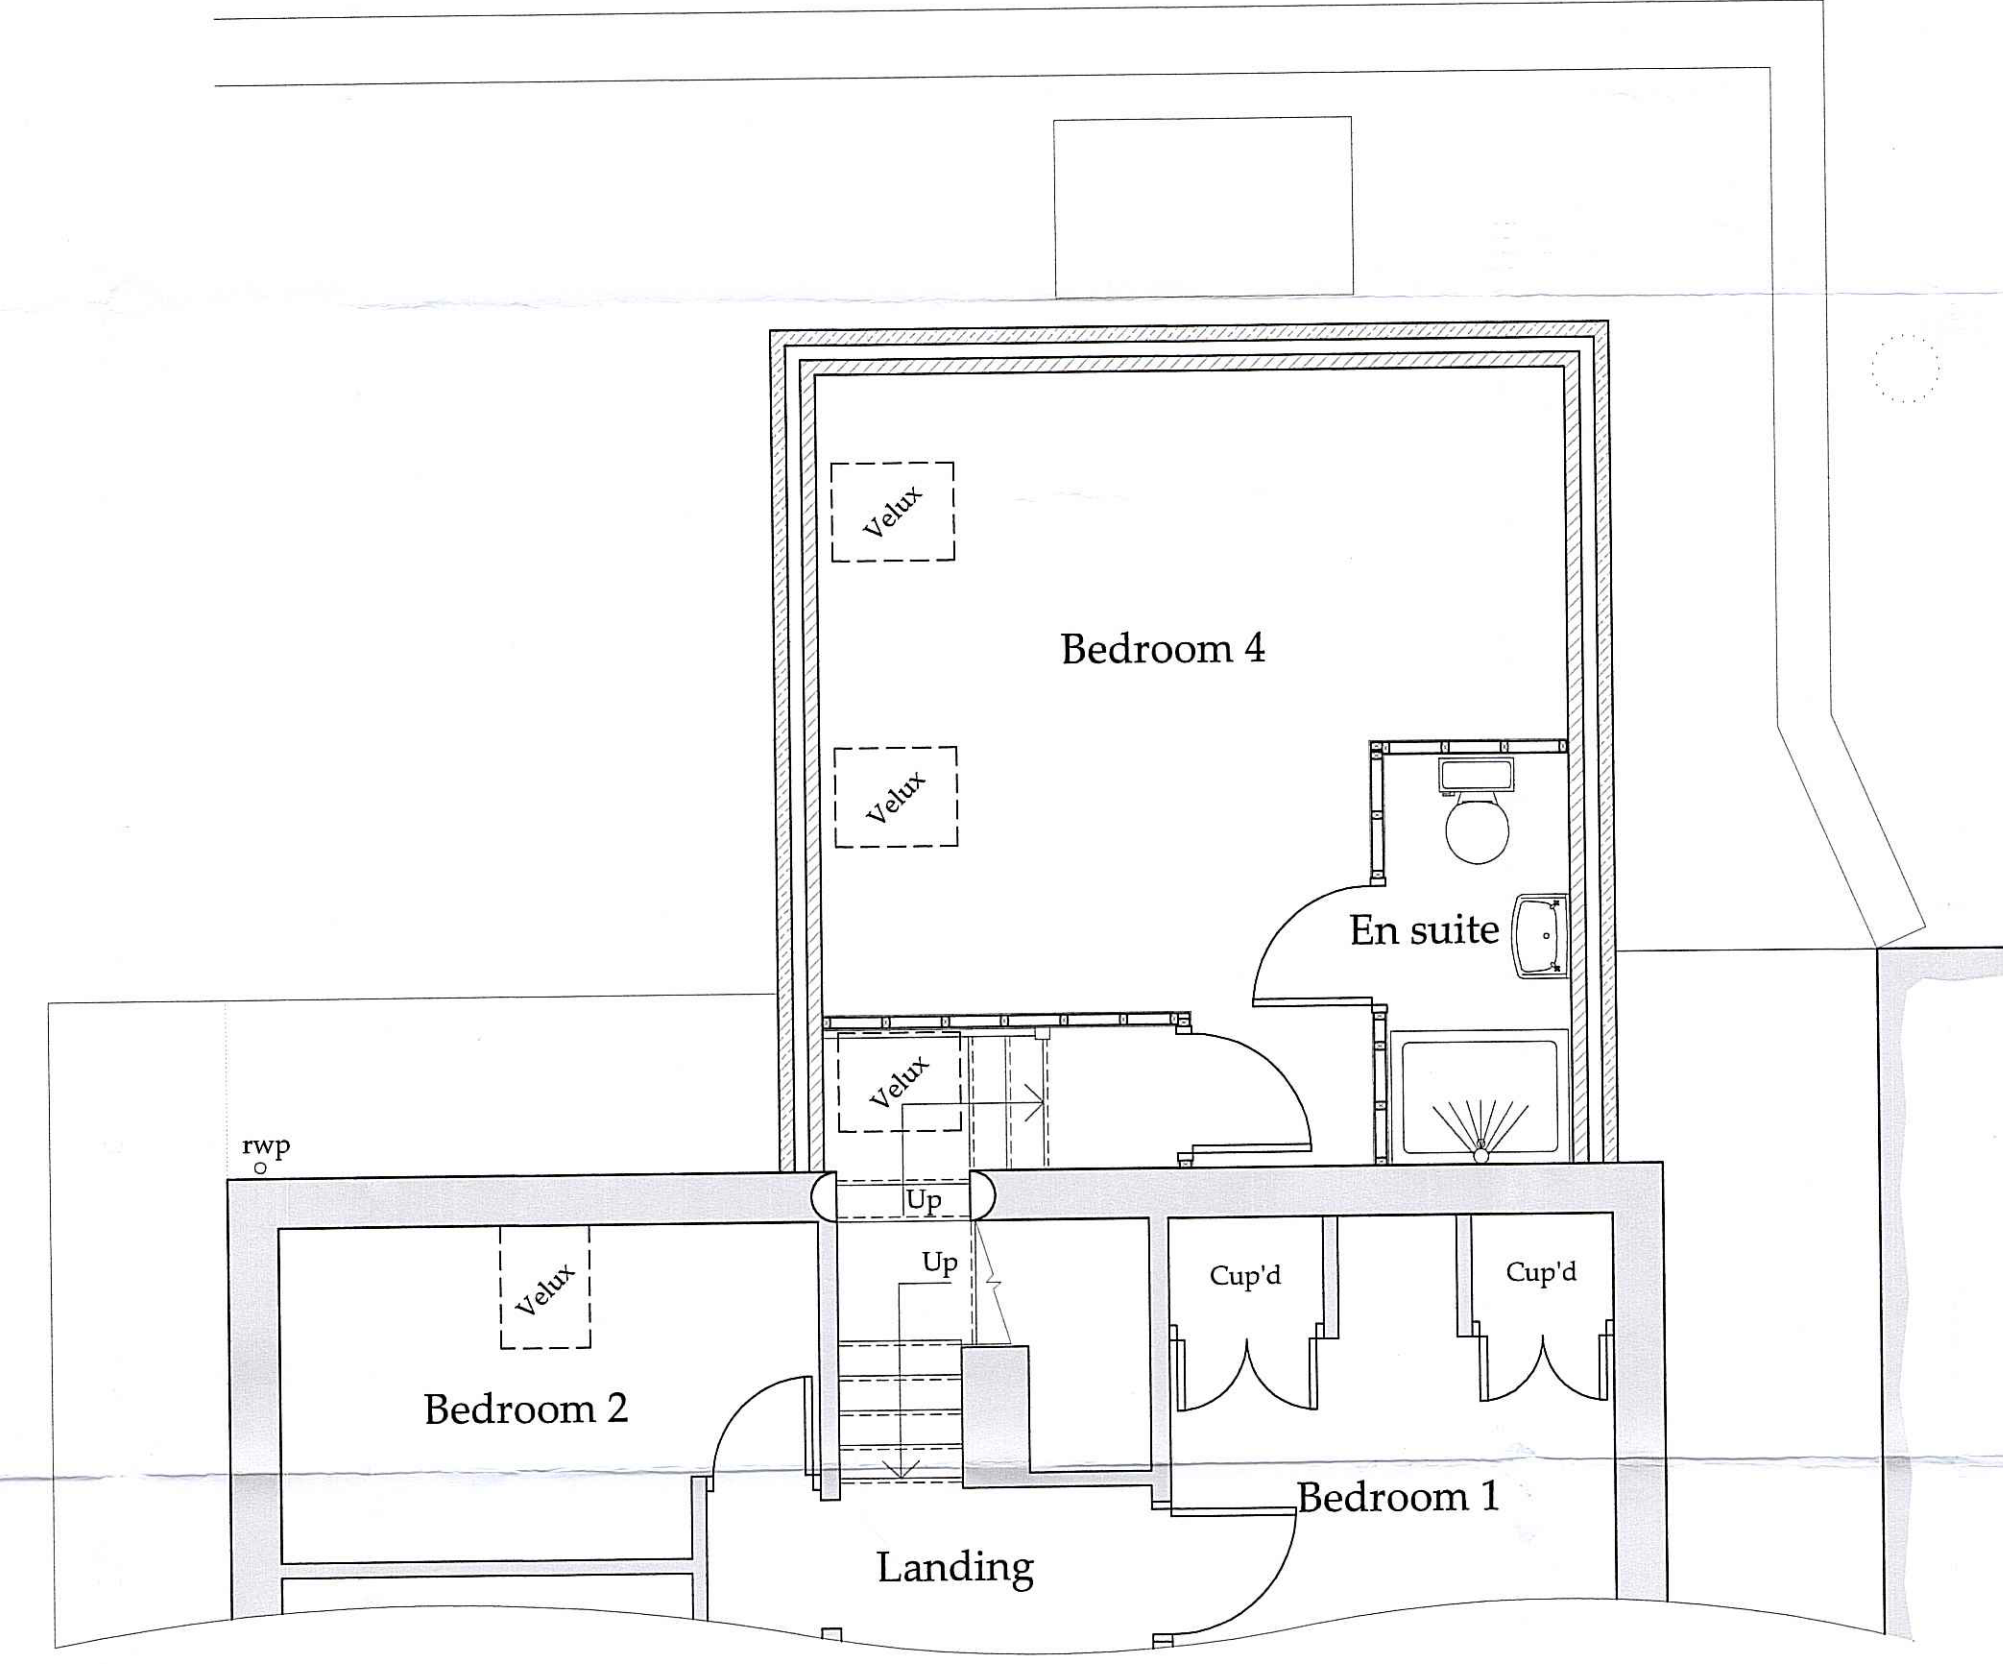 Velux
Bedroom 4
Velux
En suite
Velux
rwp
Up
Up
Cup'd
Cup'd
Velux
Bedroom 2
Bedroom 1
Landing